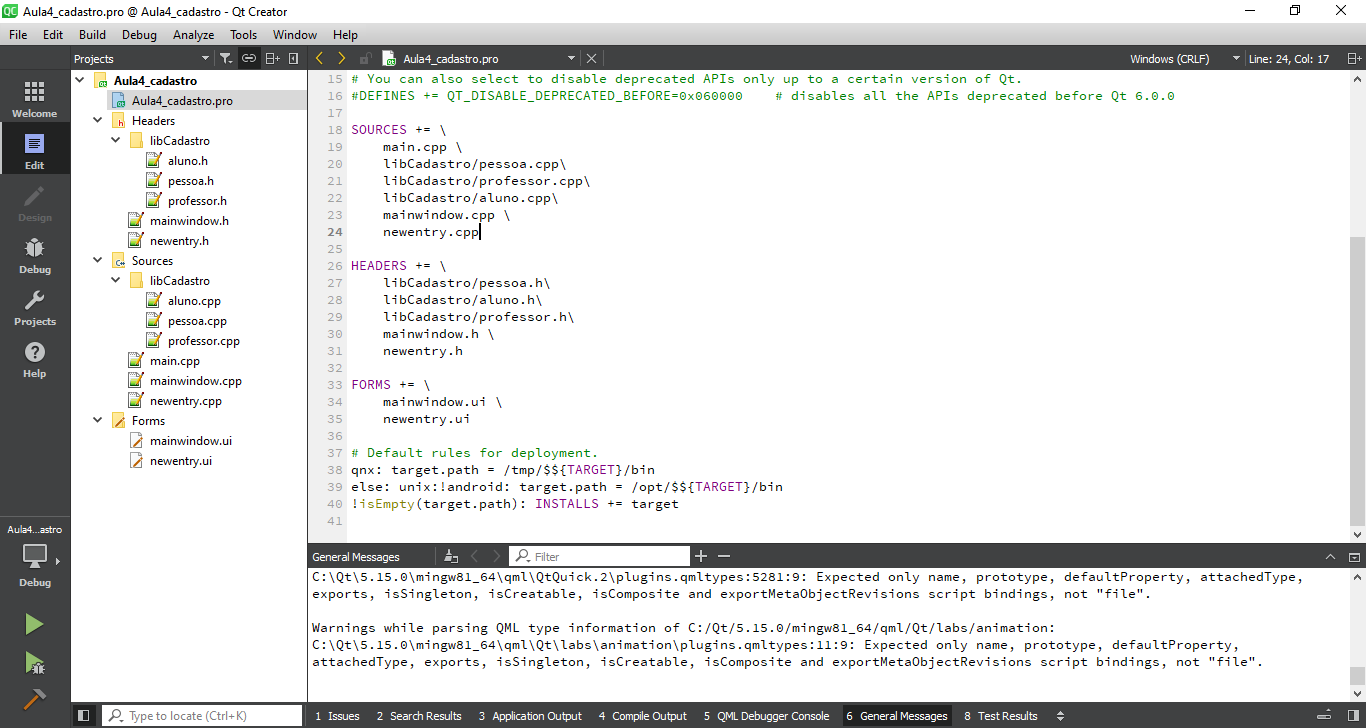 QC Aula4_cadastro.pro @ Aula4_cadastro - Qt Creator
File Edit Build Debug Analyze Tools Window Help
Projects
Aula4_cadastro.pro
Windows (CRLF)
Line: 24, Col: 17
Welcome
Edit
Design
Debug
Projects
Help
Aula4...astro
Debug
Aula4_cadastro
Aula4_cadastro.pro
Headers
libCadastro
aluno.h
pessoa.h
professor.h
mainwindow.h
newentry.h
Sources
libCadastro
aluno.cpp
pessoa.cpp
professor.cpp
main.cpp
mainwindow.cpp
newentry.cpp
Forms
mainwindow.ui
newentry.ui
15 # You can also select to disable deprecated APIs only up to a certain version of Qt.
16 #DEFINES += QT_DISABLE_DEPRECATED_BEFORE=0x060000    # disables all the APIs deprecated before Qt 6.0.0
17
18 SOURCES += \
19     main.cpp \
20     libCadastro/pessoa.cpp\
21     libCadastro/professor.cpp\
22     libCadastro/aluno.cpp\
23     mainwindow.cpp \
24     newentry.cpp
25
26 HEADERS += \
27     libCadastro/pessoa.h\
28     libCadastro/aluno.h\
29     libCadastro/professor.h\
30     mainwindow.h \
31     newentry.h
32
33 FORMS += \
34     mainwindow.ui \
35     newentry.ui
36
37 # Default rules for deployment.
38 qnx: target.path = /tmp/$${TARGET}/bin
39 else: unix:!android: target.path = /opt/$${TARGET}/bin
40 !isEmpty(target.path): INSTALLS += target
41
General Messages
Filter
C:\Qt\5.15.0\mingw81_64\qml\QtQuick.2\plugins.qmltypes:5281:9: Expected only name, prototype, defaultProperty, attachedType,
exports, isSingleton, isCreatable, isComposite and exportMetaObjectRevisions script bindings, not "file".
Warnings while parsing QML type information of C:/Qt/5.15.0/mingw81_64/qml/Qt/labs/animation:
C:\Qt\5.15.0\mingw81_64\qml\Qt\labs\animation\plugins.qmltypes:11:9: Expected only name, prototype, defaultProperty,
attachedType, exports, isSingleton, isCreatable, isComposite and exportMetaObjectRevisions script bindings, not "file".
Type to locate (Ctrl+K)
1 Issues 2 Search Results 3 Application Output 4 Compile Output 5 QML Debugger Console 6 General Messages 8 Test Results